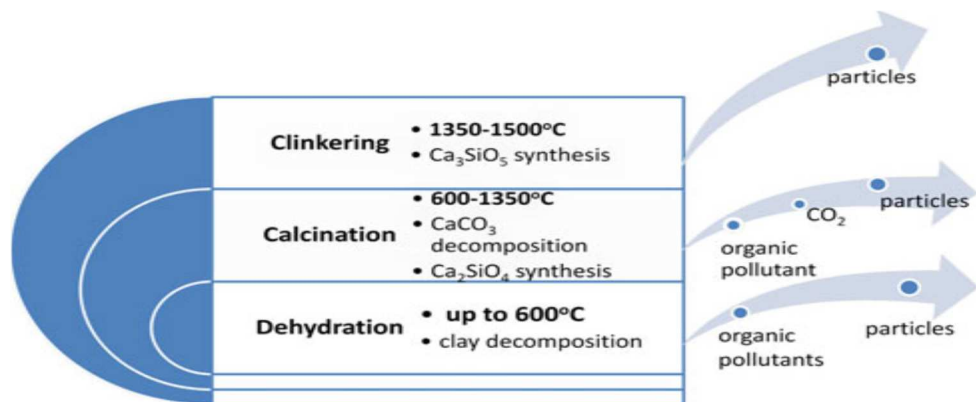 particles
Clinkering
• 1350-1500°C
• Ca₃SiO₅ synthesis
Calcination
• 600-1350°C
• CaCO₃
decomposition
• Ca₂SiO₄ synthesis
particles
CO₂
organic
pollutant
Dehydration
• up to 600°C
• clay decomposition
particles
organic
pollutants